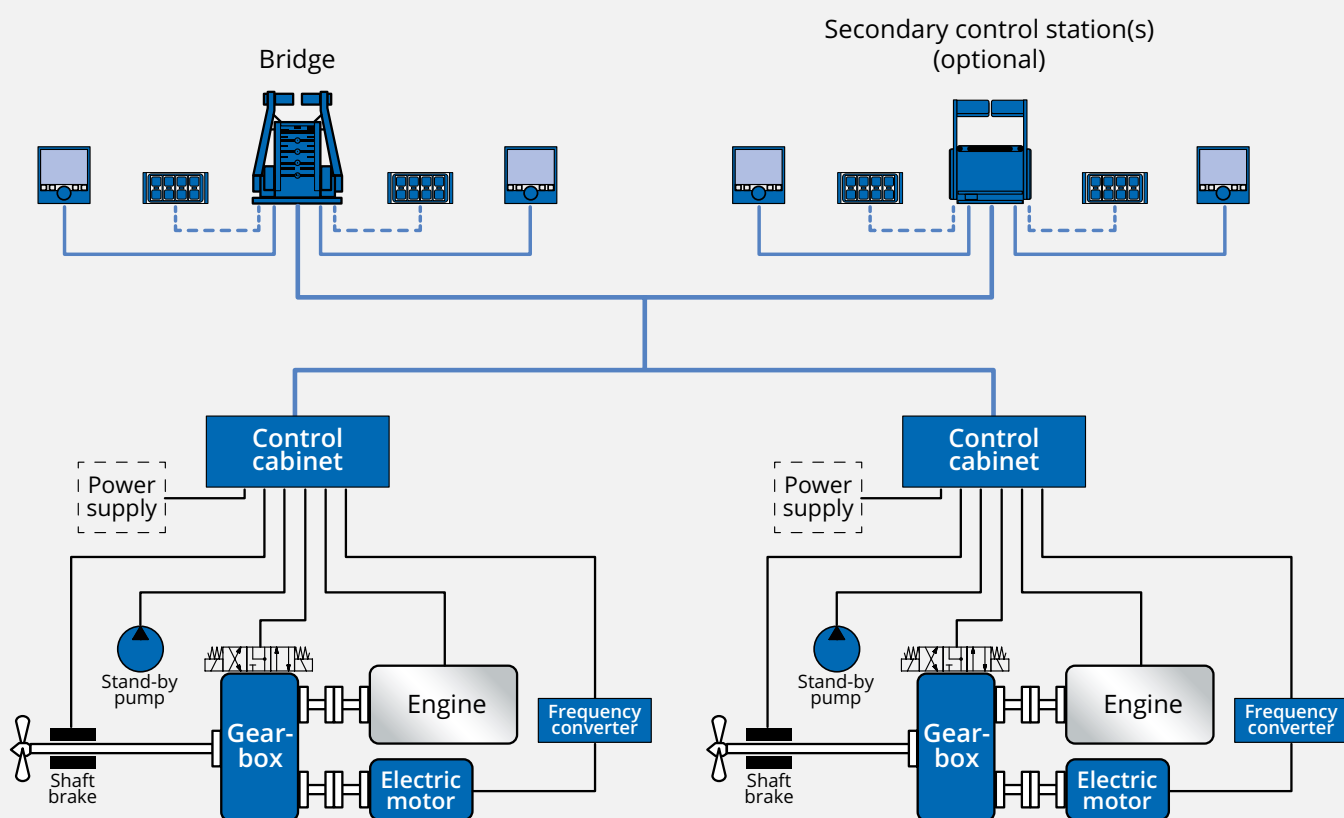 Secondary control station(s)
(optional)
Bridge
Control
cabinet
Power
supply
Stand-by
pump
Engine
Gear-
box
Frequency
converter
Shaft
brake
Electric
motor
Control
cabinet
Power
supply
Stand-by
pump
Engine
Gear-
box
Frequency
converter
Shaft
brake
Electric
motor